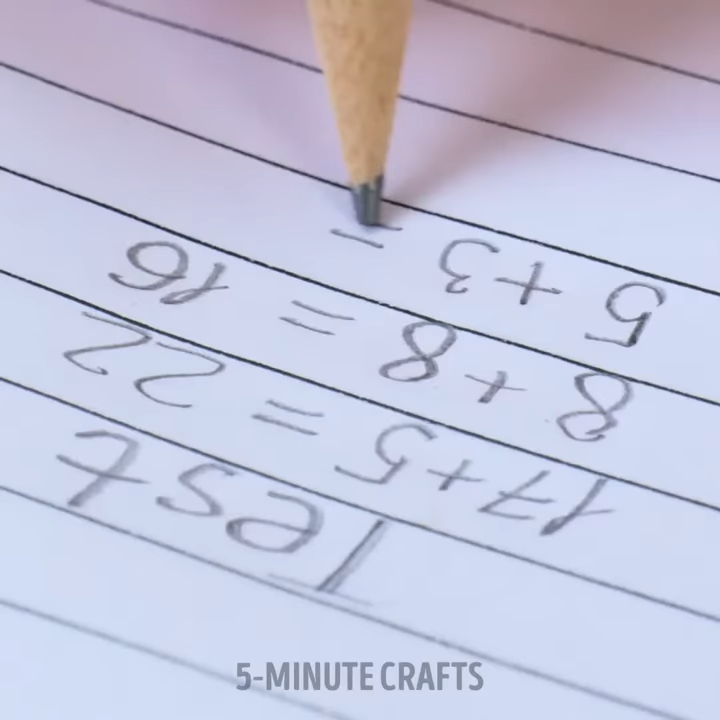 Test
17+5 = 22
8+8 = 16
5+3 =
5-MINUTE CRAFTS